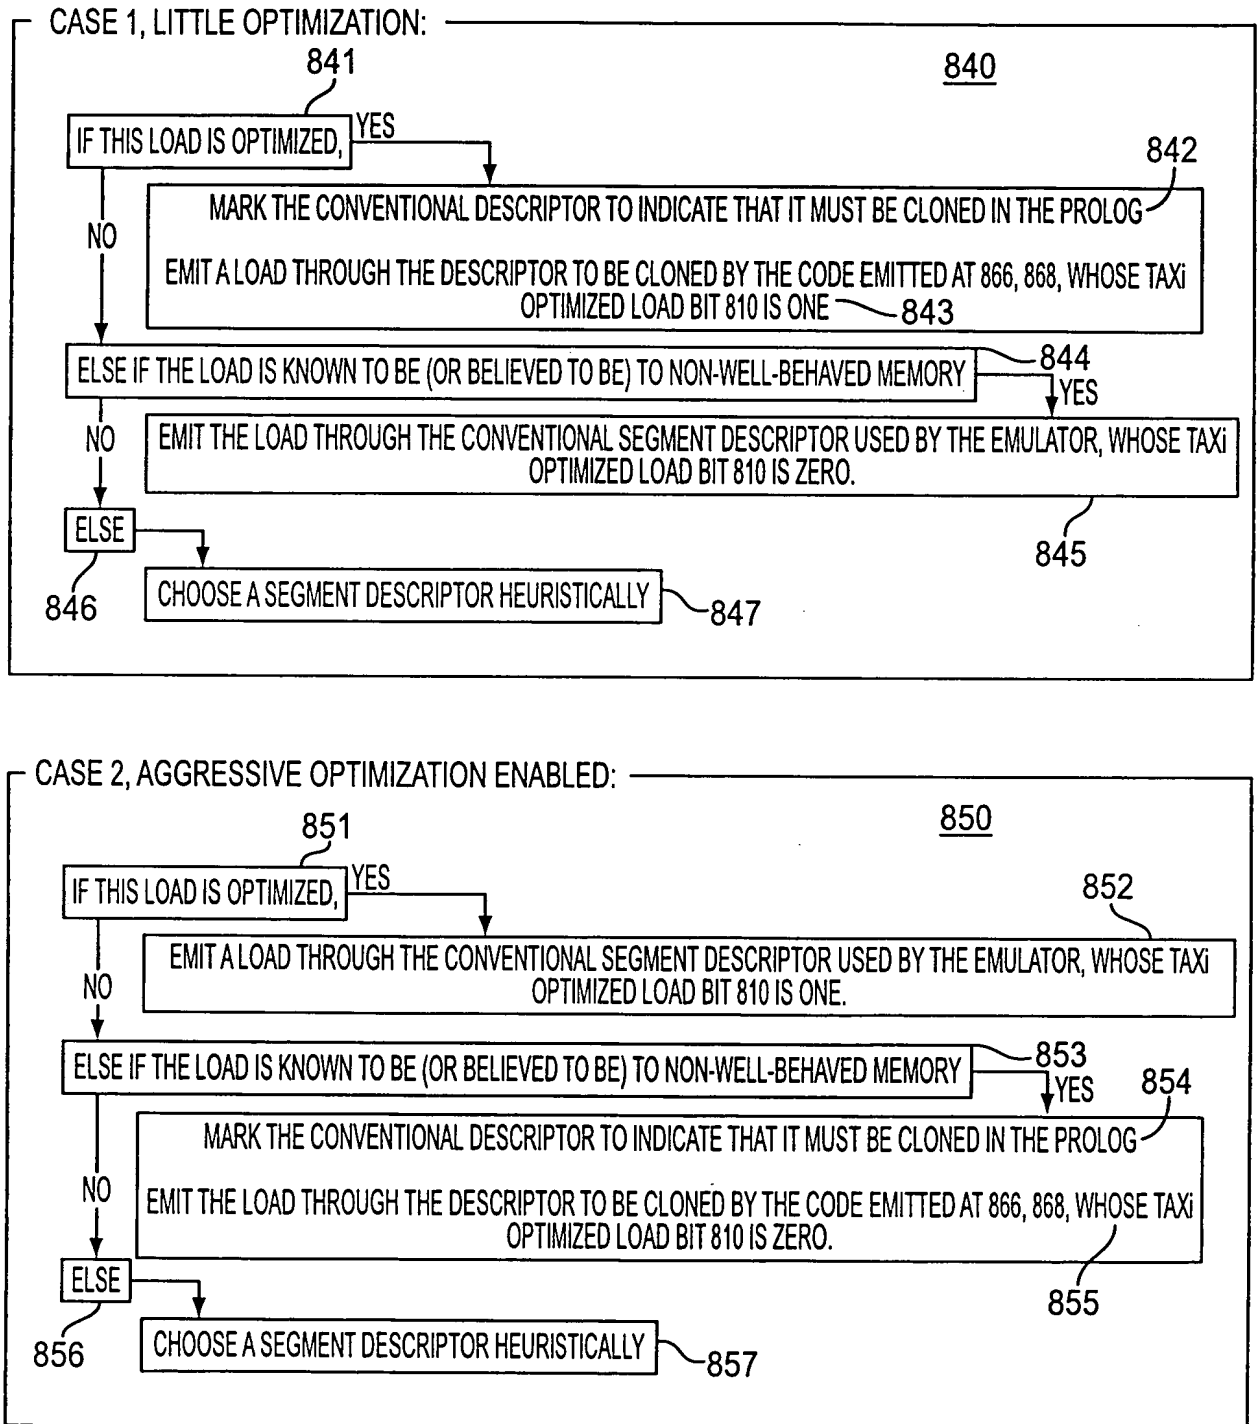 CASE 1, LITTLE OPTIMIZATION:
840
841
IF THIS LOAD IS OPTIMIZED,
YES
842
MARK THE CONVENTIONAL DESCRIPTOR TO INDICATE THAT IT MUST BE CLONED IN THE PROLOG
NO
EMIT A LOAD THROUGH THE DESCRIPTOR TO BE CLONED BY THE CODE EMITTED AT 866, 868, WHOSE TAXi
OPTIMIZED LOAD BIT 810 IS ONE
843
ELSE IF THE LOAD IS KNOWN TO BE (OR BELIEVED TO BE) TO NON-WELL-BEHAVED MEMORY
844
YES
NO
EMIT THE LOAD THROUGH THE CONVENTIONAL SEGMENT DESCRIPTOR USED BY THE EMULATOR, WHOSE TAXi
OPTIMIZED LOAD BIT 810 IS ZERO.
845
ELSE
846
CHOOSE A SEGMENT DESCRIPTOR HEURISTICALLY
847
CASE 2, AGGRESSIVE OPTIMIZATION ENABLED:
850
851
IF THIS LOAD IS OPTIMIZED,
YES
852
EMIT A LOAD THROUGH THE CONVENTIONAL SEGMENT DESCRIPTOR USED BY THE EMULATOR, WHOSE TAXi
OPTIMIZED LOAD BIT 810 IS ONE.
NO
ELSE IF THE LOAD IS KNOWN TO BE (OR BELIEVED TO BE) TO NON-WELL-BEHAVED MEMORY
853
YES
854
MARK THE CONVENTIONAL DESCRIPTOR TO INDICATE THAT IT MUST BE CLONED IN THE PROLOG
NO
EMIT THE LOAD THROUGH THE DESCRIPTOR TO BE CLONED BY THE CODE EMITTED AT 866, 868, WHOSE TAXi
OPTIMIZED LOAD BIT 810 IS ZERO.
855
ELSE
856
CHOOSE A SEGMENT DESCRIPTOR HEURISTICALLY
857